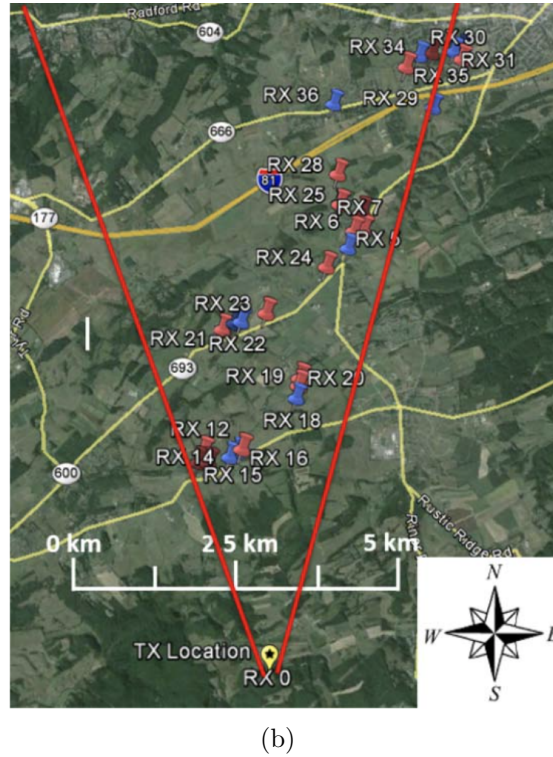 Radford Rd
604
RX 34
RX 30
RX 31
RX 35
RX 36
RX 29
666
RX 28
81
RX 25
RX 7
177
RX 6
RX 5
RX 24
RX 23
RX 21
RX 22
693
RX 19
RX 20
RX 18
RX 12
RX 14
RX 16
RX 15
600
Rustic Ridge Rd
0 km
2.5 km
5 km
N
W
E
S
TX Location
RX 0
(b)